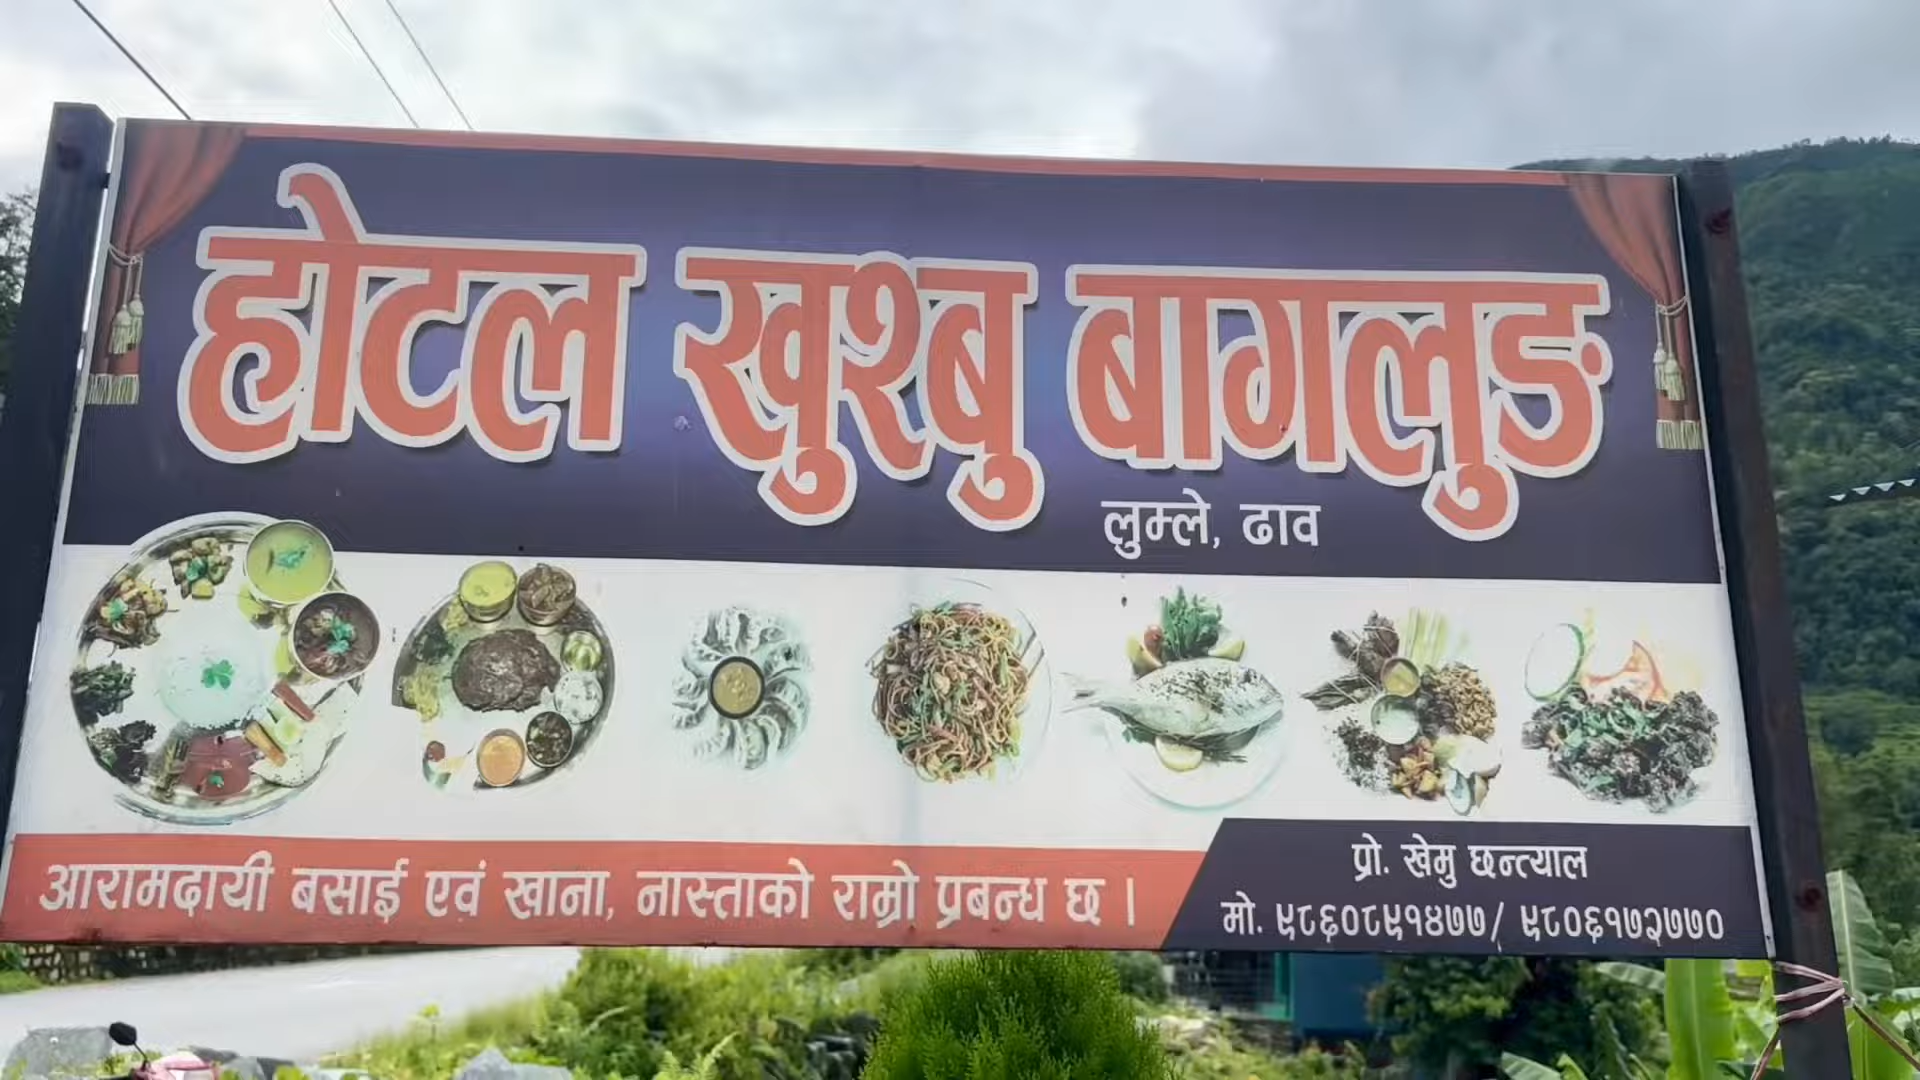 होटल खुश्बु बागलुङ
लुम्ले, ढाव
आरामदायी बसाई एवं खाना, नास्ताको राम्रो प्रबन्ध छ ।
प्रो. खेमु छन्त्याल
मो. ९८६०८९१४७७/ ९८०६१७२७७०